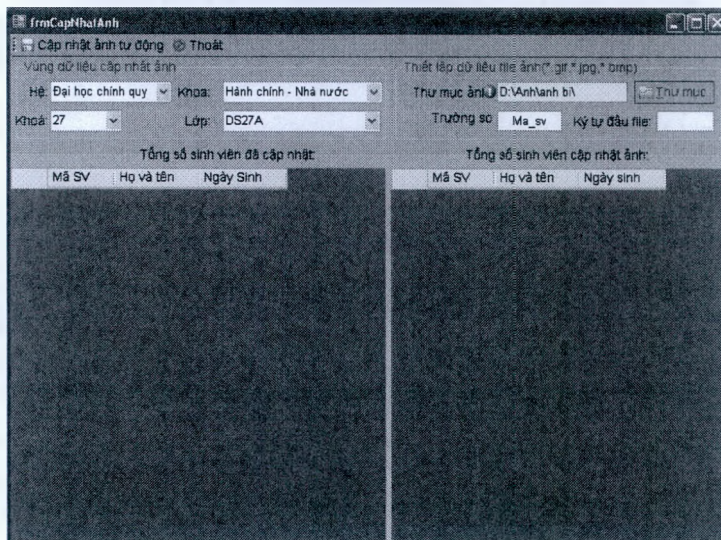 frmCapNhatAnh
Cập nhật ảnh tự động Thoát
Vùng dữ liệu cập nhật ảnh
Hệ: Đại học chính quy Khoa: Hành chính - Nhà nước
Khoá: 27 Lớp: DS27A
Tổng số sinh viên đã cập nhật:
Mã SV Họ và tên Ngày Sinh
Thiết lập dữ liệu file ảnh(*.gif,*.jpg,*.bmp)
Thư mục ảnh D:\Anh\anh bi\ Thư mục
Trường so Ma_sv Ký tự đầu file:
Tổng số sinh viên cập nhật ảnh:
Mã SV Họ và tên Ngày sinh